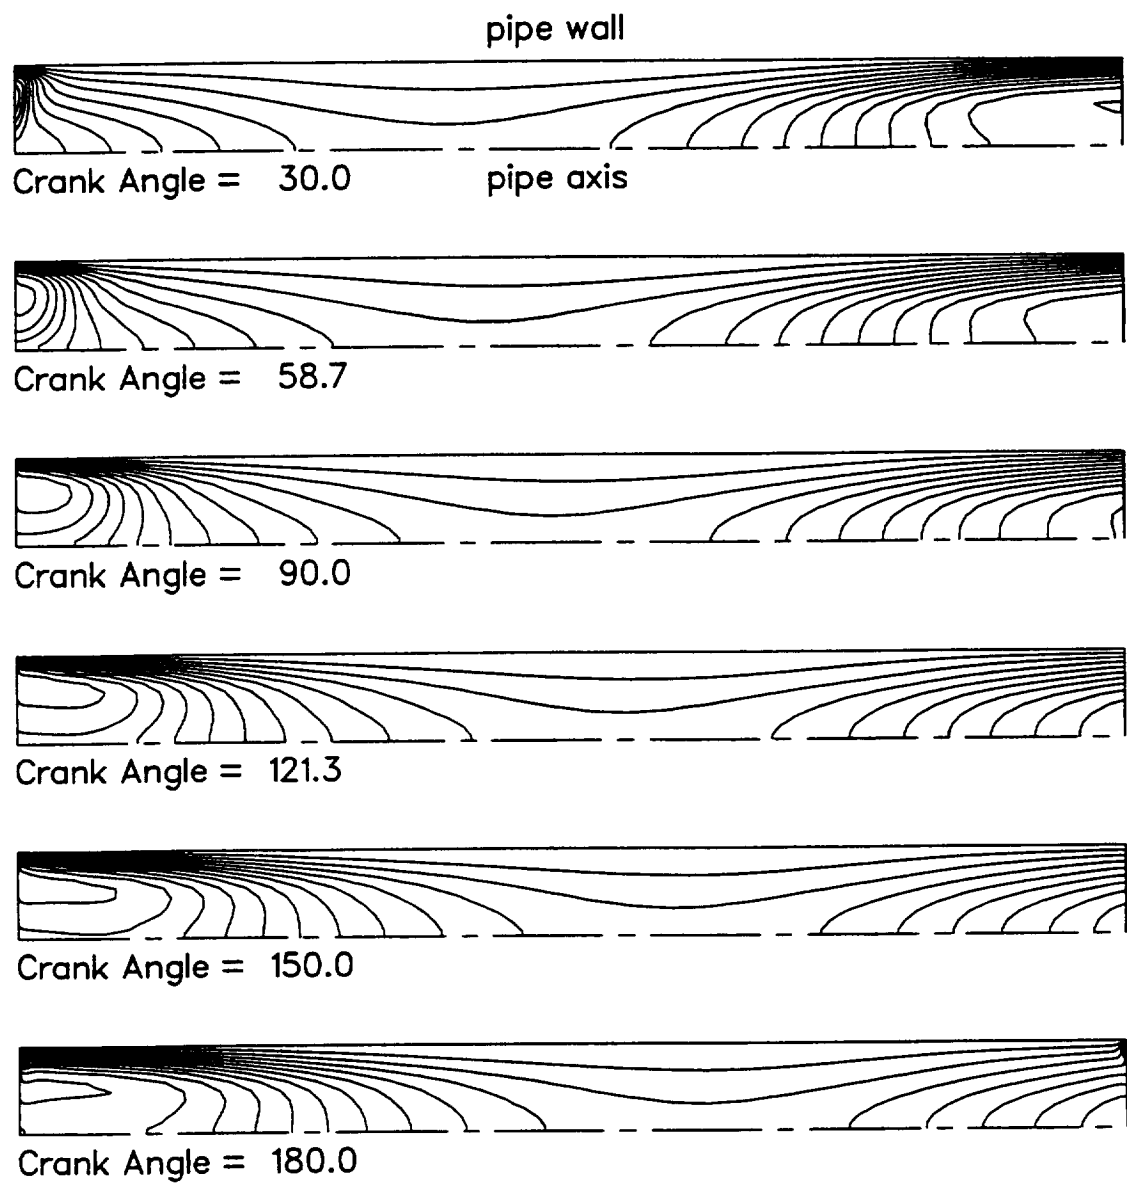 pipe wall
Crank Angle = 30.0 pipe axis
Crank Angle = 58.7
Crank Angle = 90.0
Crank Angle = 121.3
Crank Angle = 150.0
Crank Angle = 180.0